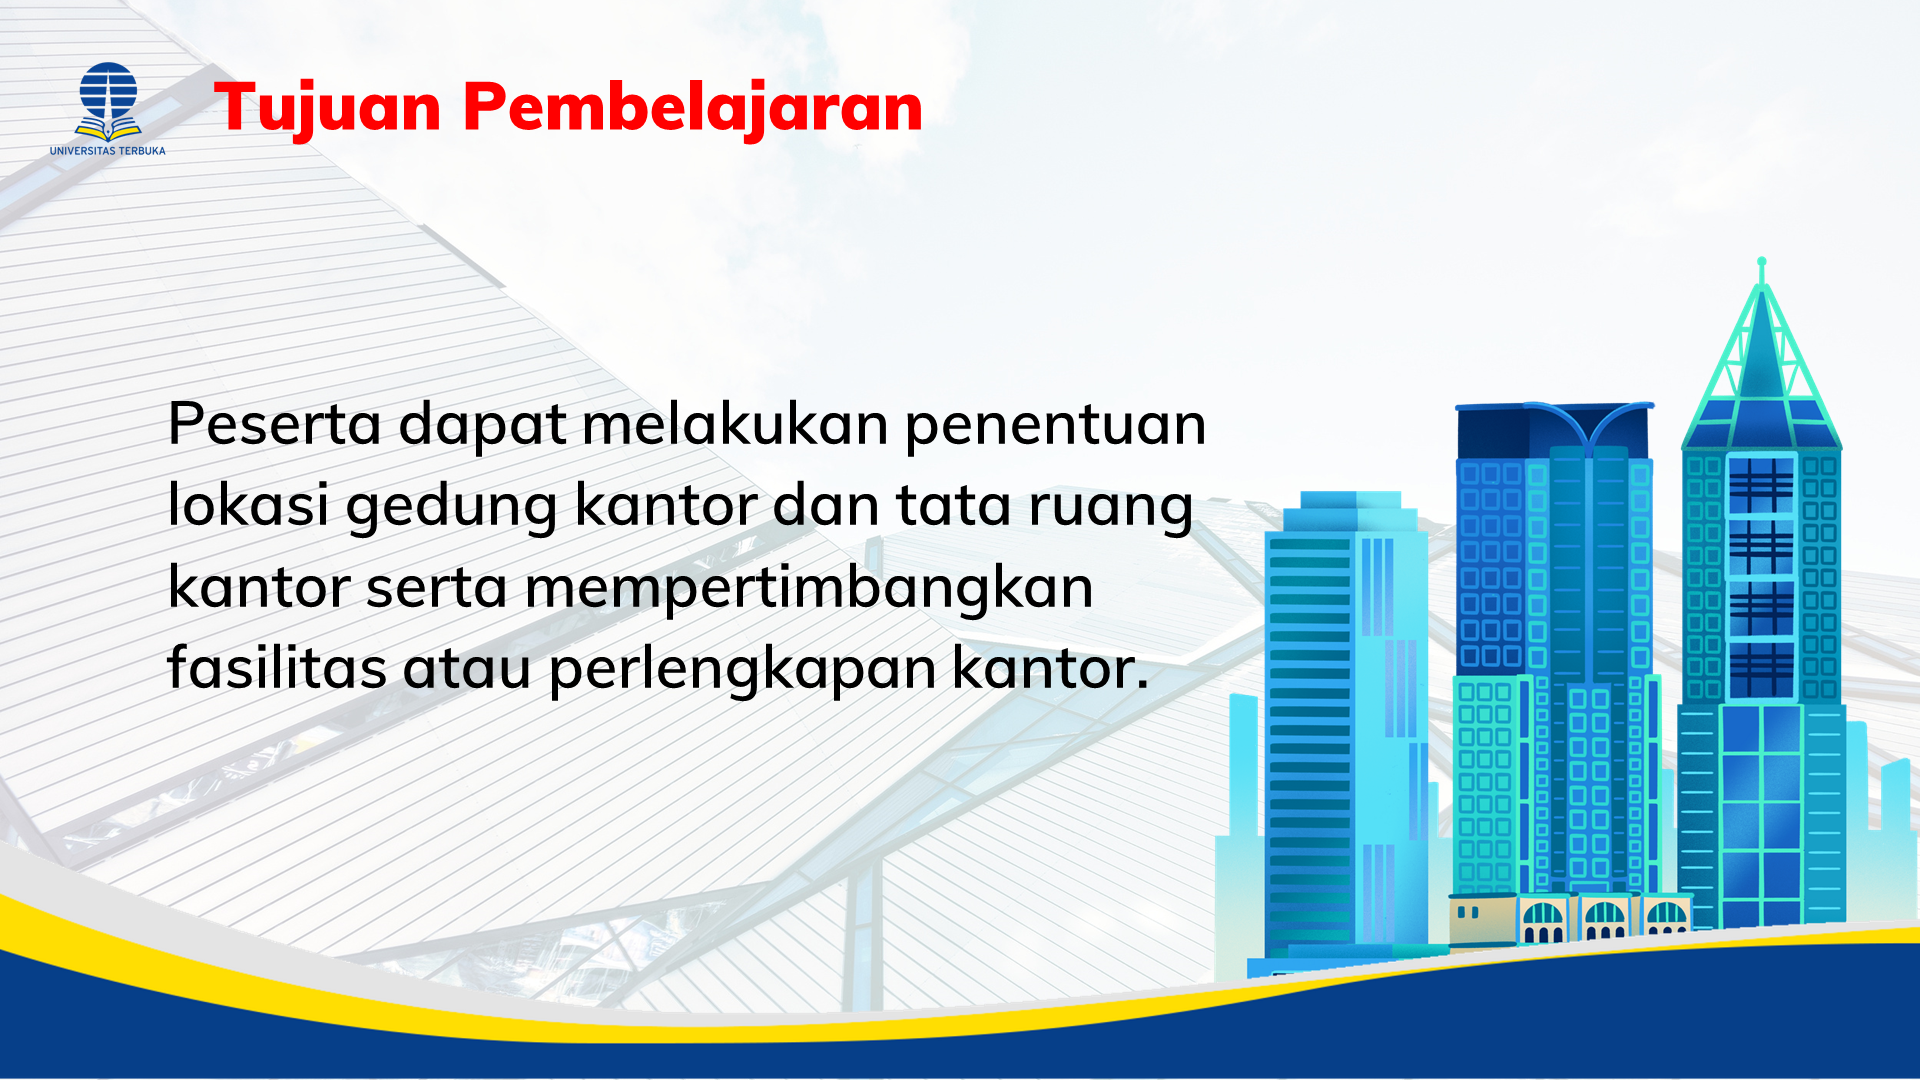 UNIVERSITAS TERBUKA
Tujuan Pembelajaran
Peserta dapat melakukan penentuan
lokasi gedung kantor dan tata ruang
kantor serta mempertimbangkan
fasilitas atau perlengkapan kantor.